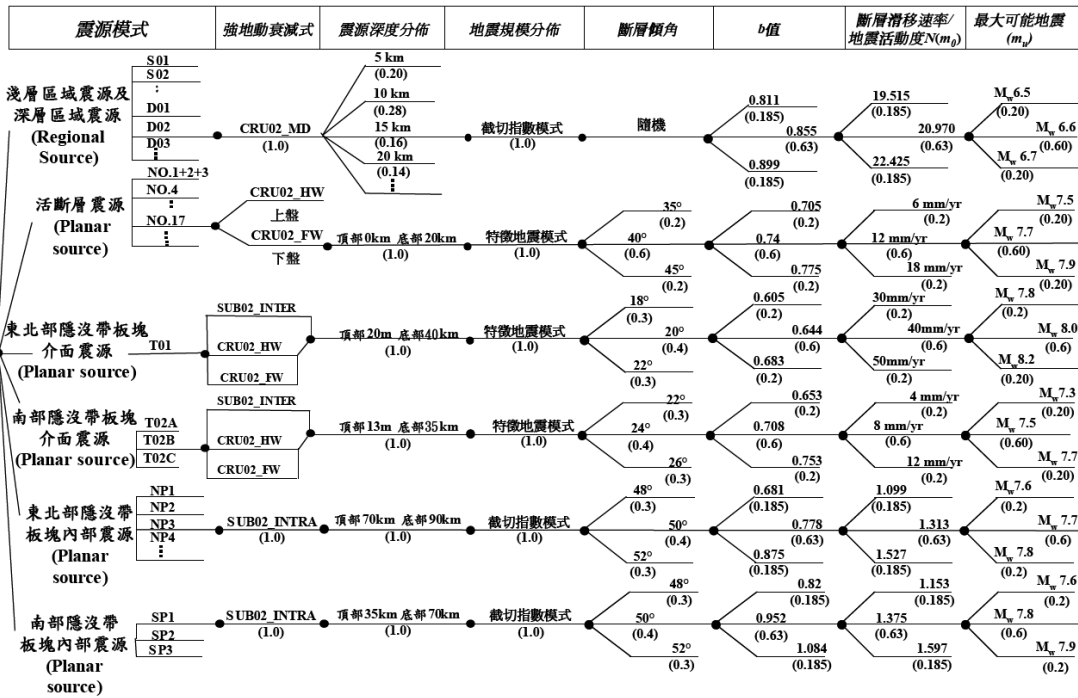 震源模式
強地動衰減式
震源深度分佈
地震規模分佈
斷層傾角
b值
斷層滑移速率/
地震活動度N(m₀)
最大可能地震
(mᵤ)
淺層區域震源及
深層區域震源
(Regional
Source)
S01
S02
D01
D02
D03
CRU02_MD
(1.0)
5 km
(0.20)
10 km
(0.28)
15 km
(0.16)
20 km
(0.14)
截切指數模式
(1.0)
隨機
0.811
(0.185)
0.855
(0.63)
0.899
(0.185)
19.515
(0.185)
20.970
(0.63)
22.425
(0.185)
Mw6.5
(0.20)
Mw 6.6
(0.60)
Mw 6.7
(0.20)
活斷層震源
(Planar
source)
NO.1+2+3
NO.4
NO.17
CRU02_HW
上盤
CRU02_FW
下盤
頂部0km 底部20km
(1.0)
特徵地震模式
(1.0)
35°
(0.2)
40°
(0.6)
45°
(0.2)
0.705
(0.2)
0.74
(0.6)
0.775
(0.2)
6 mm/yr
(0.2)
12 mm/yr
(0.6)
18 mm/yr
(0.2)
Mw7.5
(0.20)
Mw 7.7
(0.60)
Mw 7.9
(0.20)
東北部隱沒帶板塊
介面震源
(Planar source)
T01
SUB02_INTER
CRU02_HW
CRU02_FW
頂部20m 底部40km
(1.0)
特徵地震模式
(1.0)
18°
(0.3)
20°
(0.4)
22°
(0.3)
0.605
(0.2)
0.644
(0.6)
0.683
(0.2)
30mm/yr
(0.2)
40mm/yr
(0.6)
50mm/yr
(0.2)
Mw 7.8
(0.2)
Mw 8.0
(0.6)
Mw8.2
(0.20)
南部隱沒帶板塊
介面震源
(Planar source)
T02A
T02B
T02C
SUB02_INTER
CRU02_HW
CRU02_FW
頂部13m 底部35km
(1.0)
特徵地震模式
(1.0)
22°
(0.3)
24°
(0.4)
26°
(0.3)
0.653
(0.2)
0.708
(0.6)
0.753
(0.2)
4 mm/yr
(0.2)
8 mm/yr
(0.6)
12 mm/yr
(0.2)
Mw7.3
(0.20)
Mw 7.5
(0.60)
Mw 7.7
(0.20)
東北部隱沒帶
板塊內部震源
(Planar
source)
NP1
NP2
NP3
NP4
SUB02_INTRA
(1.0)
頂部70km 底部90km
(1.0)
截切指數模式
(1.0)
48°
(0.3)
50°
(0.4)
52°
(0.3)
0.681
(0.185)
0.778
(0.63)
0.875
(0.185)
1.099
(0.185)
1.313
(0.63)
1.527
(0.185)
Mw7.6
(0.2)
Mw 7.7
(0.6)
Mw 7.8
(0.2)
南部隱沒帶
板塊內部震源
(Planar
source)
SP1
SP2
SP3
SUB02_INTRA
(1.0)
頂部35km 底部70km
(1.0)
截切指數模式
(1.0)
48°
(0.3)
50°
(0.4)
52°
(0.3)
0.82
(0.185)
0.952
(0.63)
1.084
(0.185)
1.153
(0.185)
1.375
(0.63)
1.597
(0.185)
Mw 7.6
(0.2)
Mw 7.8
(0.6)
Mw 7.9
(0.2)